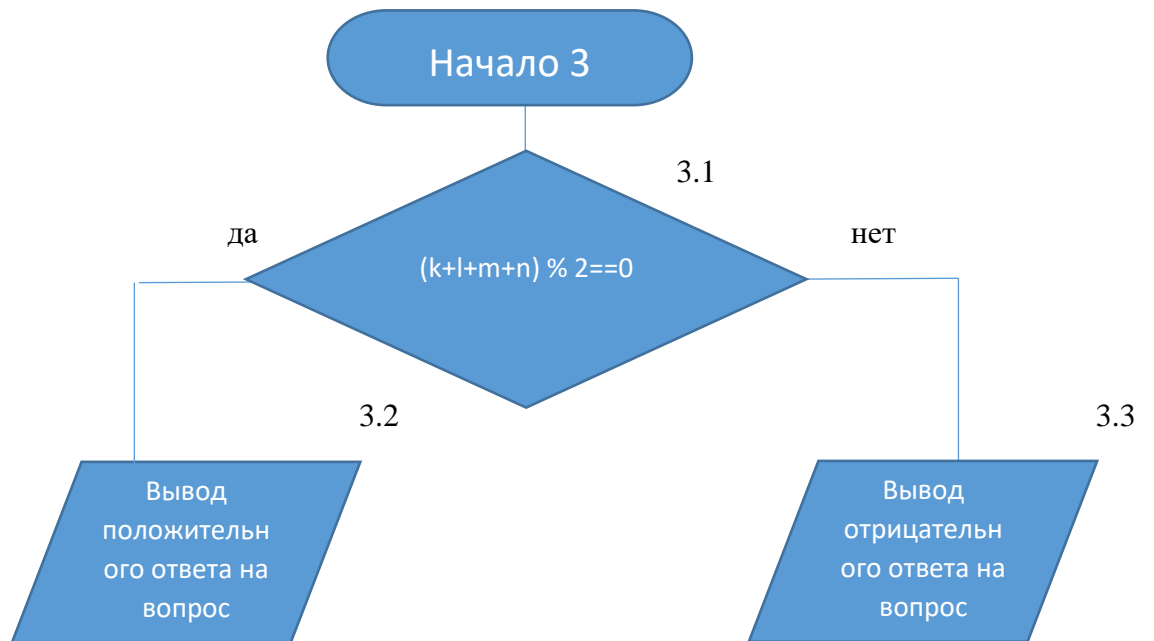 Начало 3
3.1
да
нет
(k+l+m+n) % 2==0
3.2
3.3
Вывод
положительн
ого ответа на
вопрос
Вывод
отрицательн
ого ответа на
вопрос